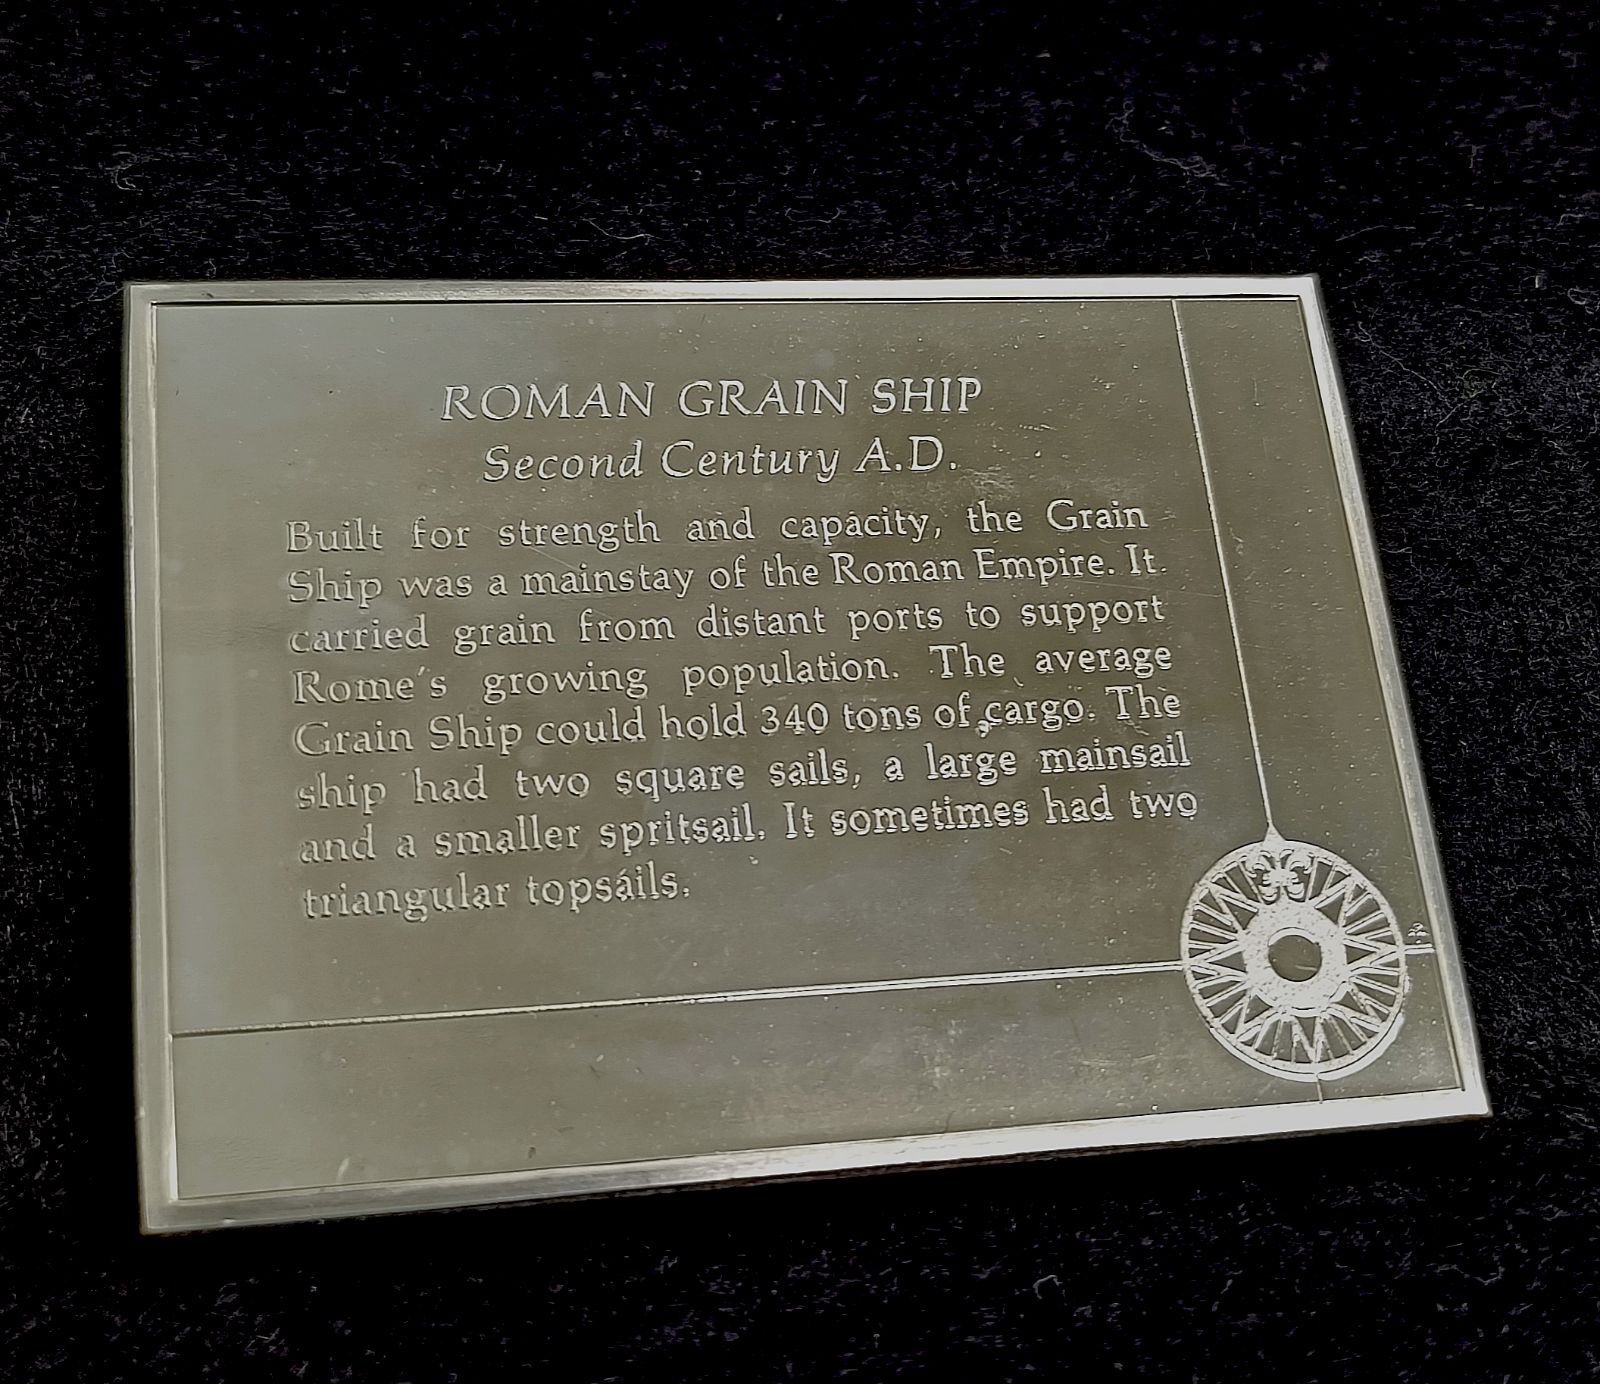 ROMAN GRAIN SHIP
Second Century A.D.
Built for strength and capacity, the Grain
Ship was a mainstay of the Roman Empire. It
carried grain from distant ports to support
Rome's growing population. The average
Grain Ship could hold 340 tons of cargo. The
ship had two square sails, a large mainsail
and a smaller spritsail. It sometimes had two
triangular topsails.